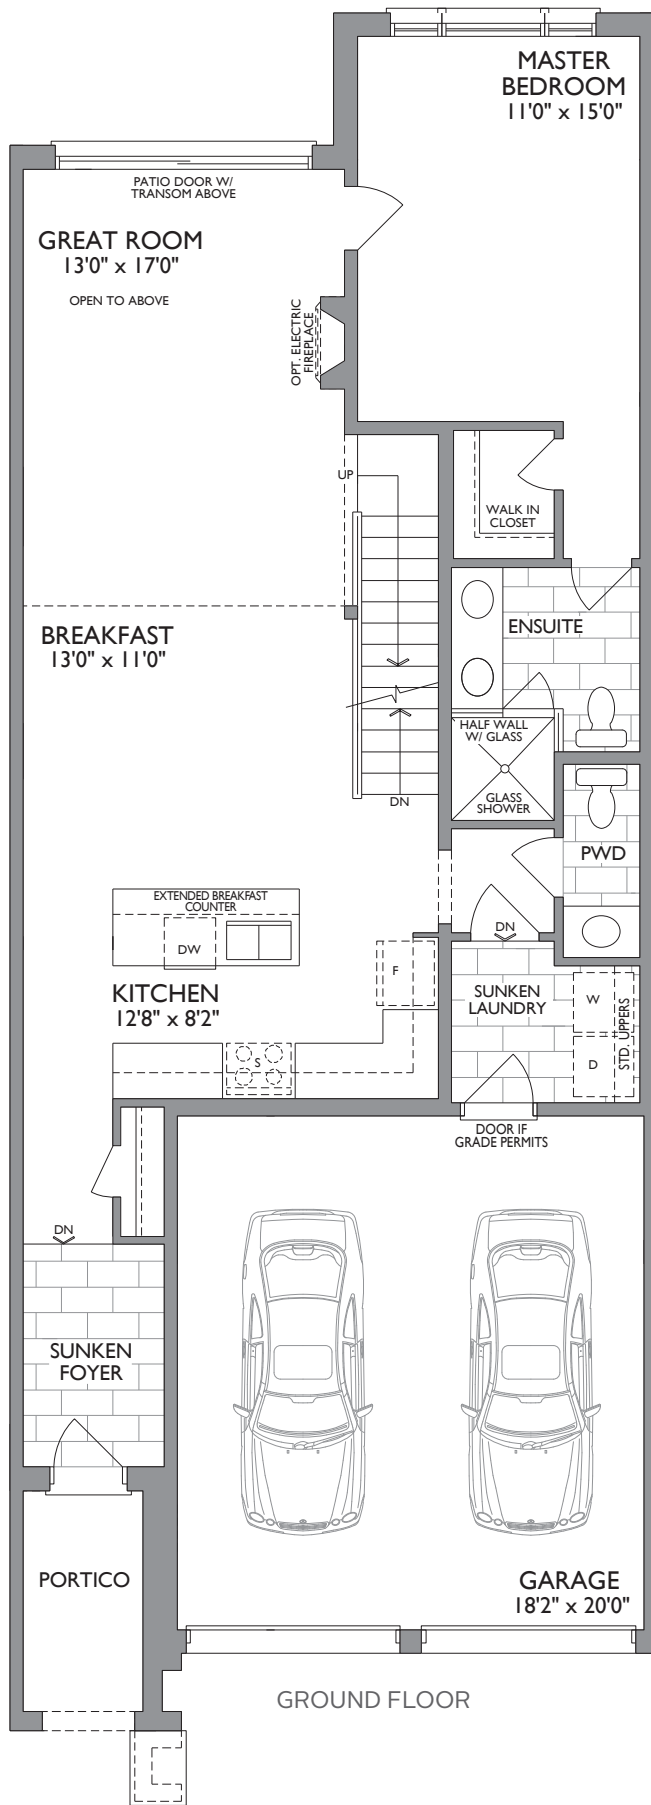 MASTER
BEDROOM
11'0" x 15'0"
PATIO DOOR W/
TRANSOM ABOVE
GREAT ROOM
13'0" x 17'0"
OPEN TO ABOVE
OPT. ELECTRIC
FIREPLACE
UP
WALK IN
CLOSET
BREAKFAST
13'0" x 11'0"
ENSUITE
HALF WALL
W/ GLASS
GLASS
SHOWER
DN
PWD
EXTENDED BREAKFAST
COUNTER
DW
DN
F
KITCHEN
12'8" x 8'2"
SUNKEN
LAUNDRY
W
D
STD. UPPERS
S
DOOR IF
GRADE PERMITS
DN
SUNKEN
FOYER
PORTICO
GARAGE
18'2" x 20'0"
GROUND FLOOR